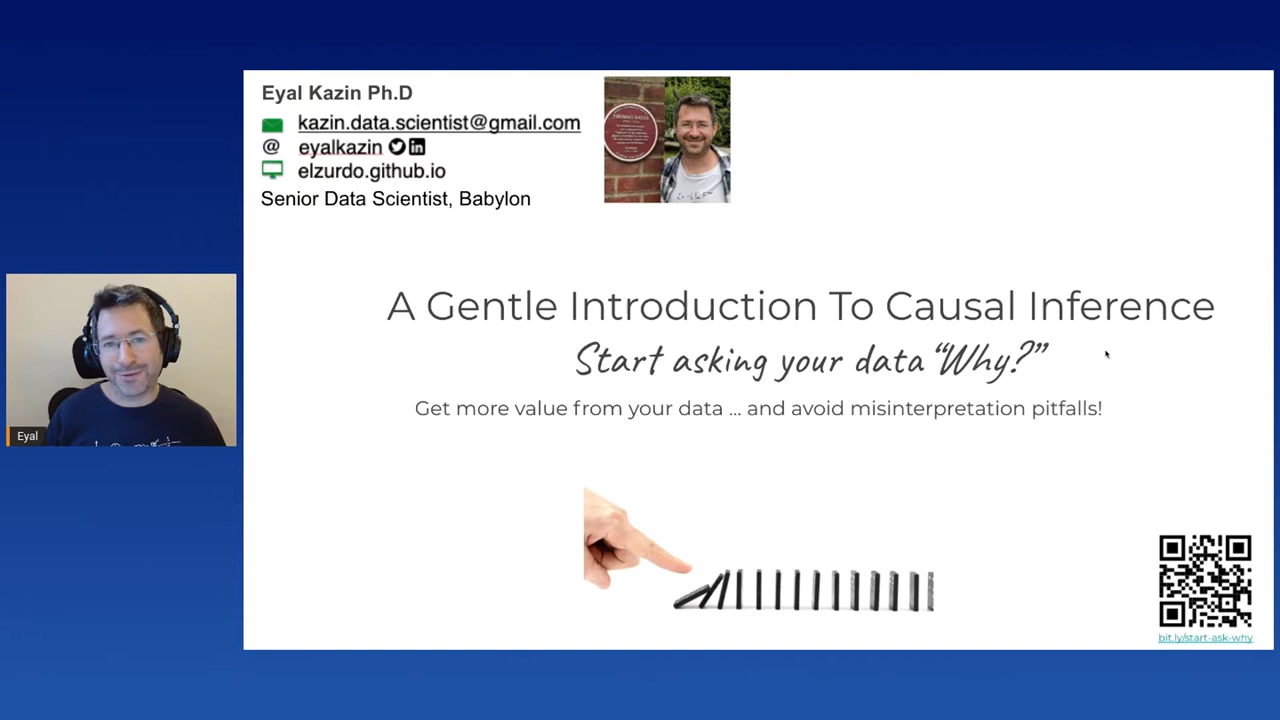 Eyal Kazin Ph.D
kazin.data.scientist@gmail.com
@ eyalkazin
elzurdo.github.io
Senior Data Scientist, Babylon
THOMAS BAYES
A Gentle Introduction To Causal Inference
Start asking your data “Why?”
Get more value from your data ... and avoid misinterpretation pitfalls!
Eyal
bit.ly/start-ask-why